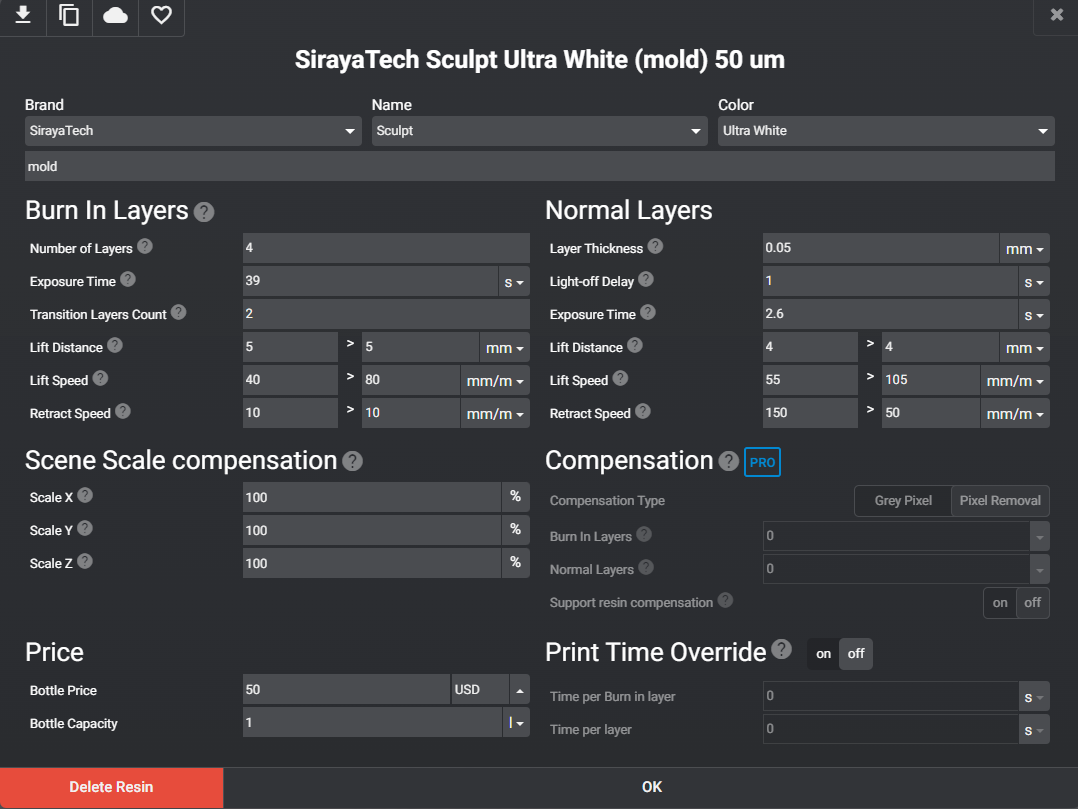 SirayaTech Sculpt Ultra White (mold) 50 um
Brand Name Color
SirayaTech Sculpt Ultra White
mold
Burn In Layers ?
Number of Layers ? 4
Exposure Time ? 39 s
Transition Layers Count ? 2
Lift Distance ? 5 > 5 mm
Lift Speed ? 40 > 80 mm/m
Retract Speed ? 10 > 10 mm/m
Normal Layers
Layer Thickness ? 0.05 mm
Light-off Delay ? 1 s
Exposure Time ? 2.6 s
Lift Distance ? 4 > 4 mm
Lift Speed ? 55 > 105 mm/m
Retract Speed ? 150 > 50 mm/m
Scene Scale compensation ?
Scale X ? 100 %
Scale Y ? 100 %
Scale Z ? 100 %
Compensation ? PRO
Compensation Type Grey Pixel Pixel Removal
Burn In Layers ? 0
Normal Layers ? 0
Support resin compensation ? on off
Price
Bottle Price 50 USD
Bottle Capacity 1 l
Print Time Override ? on off
Time per Burn in layer 0 s
Time per layer 0 s
Delete Resin OK